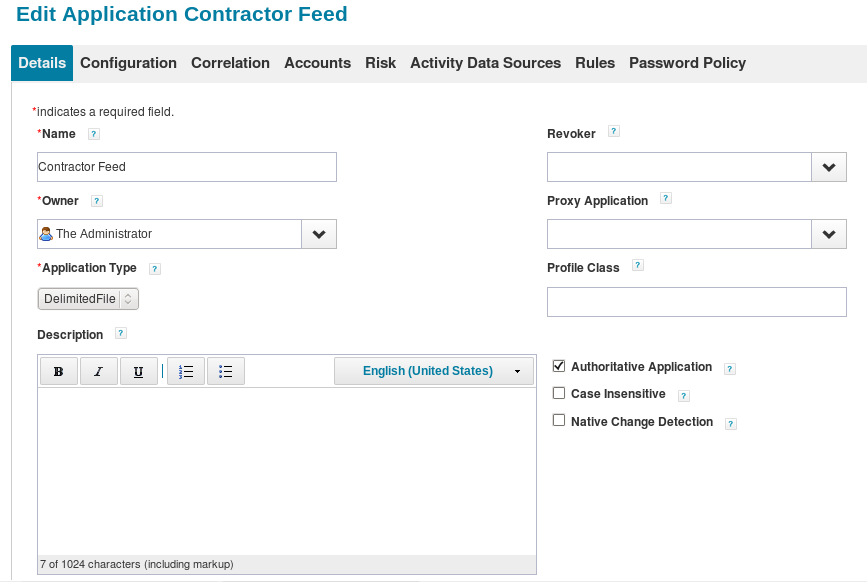 Edit Application Contractor Feed
Details Configuration Correlation Accounts Risk Activity Data Sources Rules Password Policy
*indicates a required field.
*Name ?
Contractor Feed
*Owner ?
The Administrator
*Application Type ?
DelimitedFile
Description ?
B I U English (United States)
7 of 1024 characters (including markup)
Revoker ?
Proxy Application ?
Profile Class ?
Authoritative Application ?
Case Insensitive ?
Native Change Detection ?